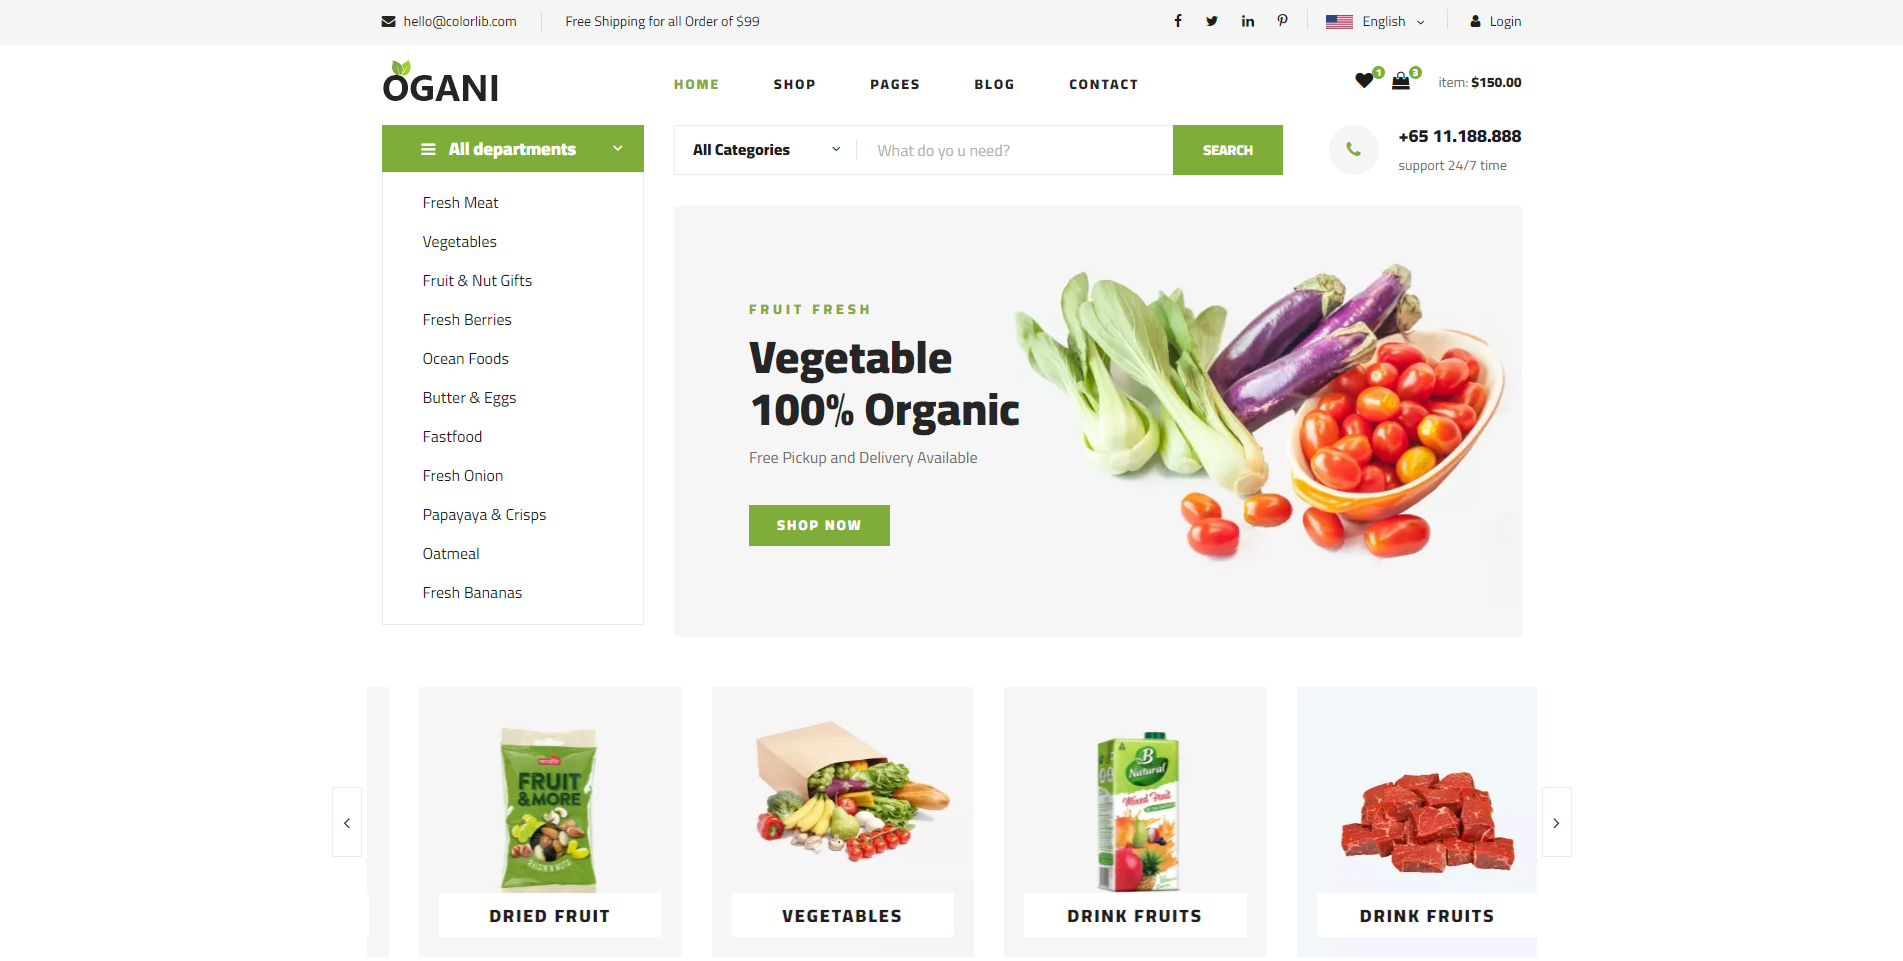 hello@colorlib.com
Free Shipping for all Order of $99
English
Login
OGANI
HOME
SHOP
PAGES
BLOG
CONTACT
1
3
item: $150.00
All departments
All Categories
What do yo u need?
SEARCH
+65 11.188.888
support 24/7 time
Fresh Meat
Vegetables
Fruit & Nut Gifts
Fresh Berries
Ocean Foods
Butter & Eggs
Fastfood
Fresh Onion
Papayaya & Crisps
Oatmeal
Fresh Bananas
FRUIT FRESH
Vegetable
100% Organic
Free Pickup and Delivery Available
SHOP NOW
FRUIT
&MORE
DRIED FRUIT
VEGETABLES
B
Natural
Mixed Fruit
DRINK FRUITS
DRINK FRUITS